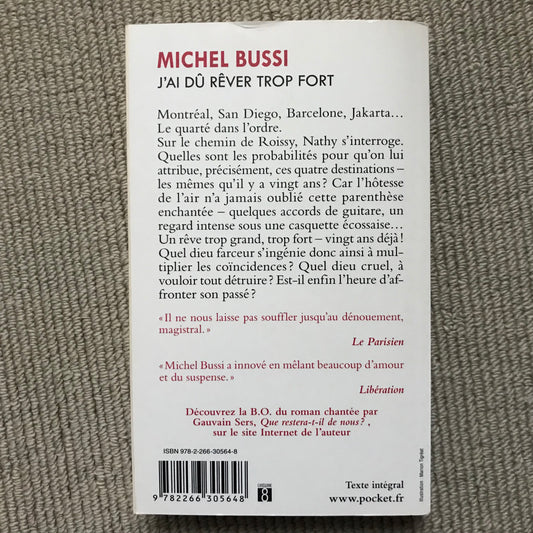 MICHEL BUSSI
J'AI DÛ RÊVER TROP FORT
Montréal, San Diego, Barcelone, Jakarta…
Le quarté dans l'ordre.
Sur le chemin de Roissy, Nathy s'interroge.
Quelles sont les probabilités pour qu'on lui
attribue, précisément, ces quatre destinations –
les mêmes qu'il y a vingt ans ? Car l'hôtesse
de l'air n'a jamais oublié cette parenthèse
enchantée – quelques accords de guitare, un
regard intense sous une casquette écossaise…
Un rêve trop grand, trop fort – vingt ans déjà !
Quel dieu farceur s'ingénie donc ainsi à mul-
tiplier les coïncidences ? Quel dieu cruel, à
vouloir tout détruire ? Est-il enfin l'heure d'af-
fronter son passé ?
« Il ne nous laisse pas souffler jusqu'au dénouement,
magistral. »
Le Parisien
« Michel Bussi a innové en mêlant beaucoup d'amour
et du suspense. »
Libération
Découvrez la B.O. du roman chantée par
Gauvain Sers, Que restera-t-il de nous ? ,
sur le site Internet de l'auteur
ISBN 978-2-266-30564-8
9 782266 305648
CATÉGORIE
8
Texte intégral
www.pocket.fr
Illustration : Marion Tigréat